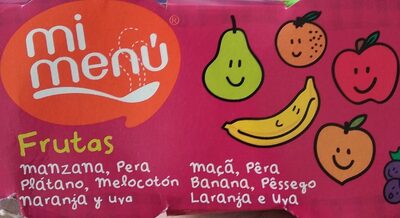 mi
menú®
Frutas
manzana, Pera
Plátano, Melocotón
naranja y uva
maçã, Pêra
Banana, Pêssego
Laranja e Uva